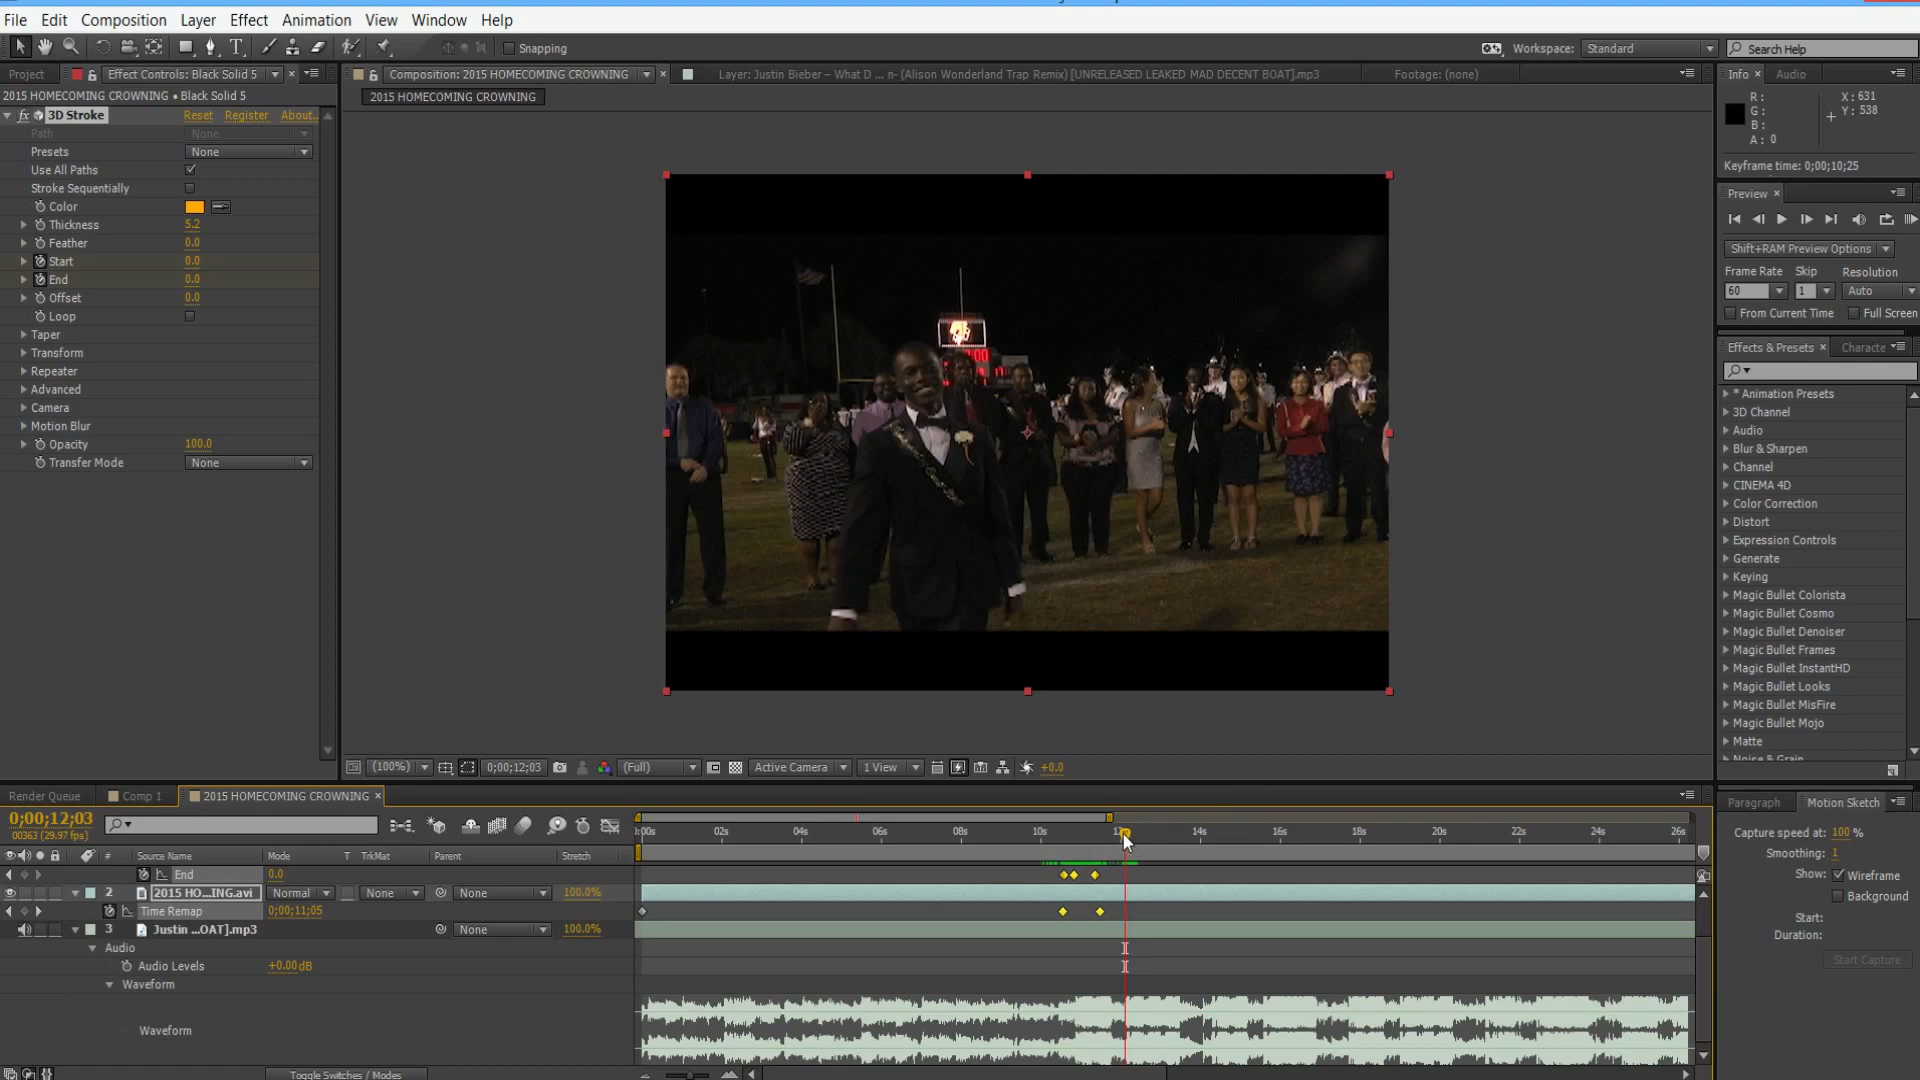 File Edit Composition Layer Effect Animation View Window Help
Snapping
Workspace: Standard
Search Help
Project
Effect Controls: Black Solid 5
2015 HOMECOMING CROWNING • Black Solid 5
fx 3D Stroke Reset Register About..
Path None
Presets None
Use All Paths
Stroke Sequentially
Color
Thickness 5.2
Feather 0.0
Start 0.0
End 0.0
Offset 0.0
Loop
Taper
Transform
Repeater
Advanced
Camera
Motion Blur
Opacity 100.0
Transfer Mode None
Composition: 2015 HOMECOMING CROWNING
Layer: Justin Bieber – What D ... n- (Alison Wonderland Trap Remix) [UNRELEASED LEAKED MAD DECENT BOAT].mp3
Footage: (none)
2015 HOMECOMING CROWNING
(100%) 0;00;12;03 (Full) Active Camera 1 View +0.0
Info Audio
R: X: 631
G: Y: 538
B:
A: 0
Keyframe time: 0;00;10;25
Preview
Shift+RAM Preview Options
Frame Rate Skip Resolution
60 1 Auto
From Current Time Full Screen
Effects & Presets Characte
* Animation Presets
3D Channel
Audio
Blur & Sharpen
Channel
CINEMA 4D
Color Correction
Distort
Expression Controls
Generate
Keying
Magic Bullet Colorista
Magic Bullet Cosmo
Magic Bullet Denoiser
Magic Bullet Frames
Magic Bullet InstantHD
Magic Bullet Looks
Magic Bullet MisFire
Magic Bullet Mojo
Matte
Noise & Grain
Render Queue Comp 1 2015 HOMECOMING CROWNING
0;00;12;03
00363 (29.97 fps)
# Source Name Mode T TrkMat Parent Stretch
0:00s 02s 04s 06s 08s 10s 12s 14s 16s 18s 20s 22s 24s 26s
End 0.0
2 2015 HO...ING.avi Normal None None 100.0%
Time Remap 0;00;11;05
3 Justin ...OAT].mp3 None 100.0%
Audio
Audio Levels +0.00dB
Waveform
Waveform
Toggle Switches / Modes
Paragraph Motion Sketch
Capture speed at: 100 %
Smoothing: 1
Show: Wireframe
Background
Start:
Duration:
Start Capture